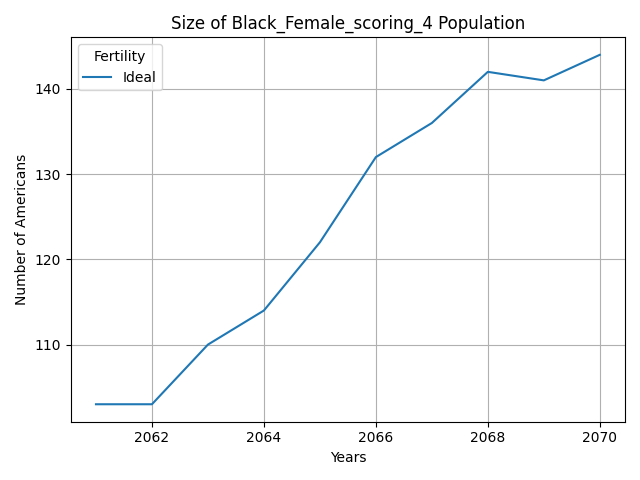 Size of Black_Female_scoring_4 Population
Fertility
Ideal
Number of Americans
140
130
120
110
2062 2064 2066 2068 2070
Years